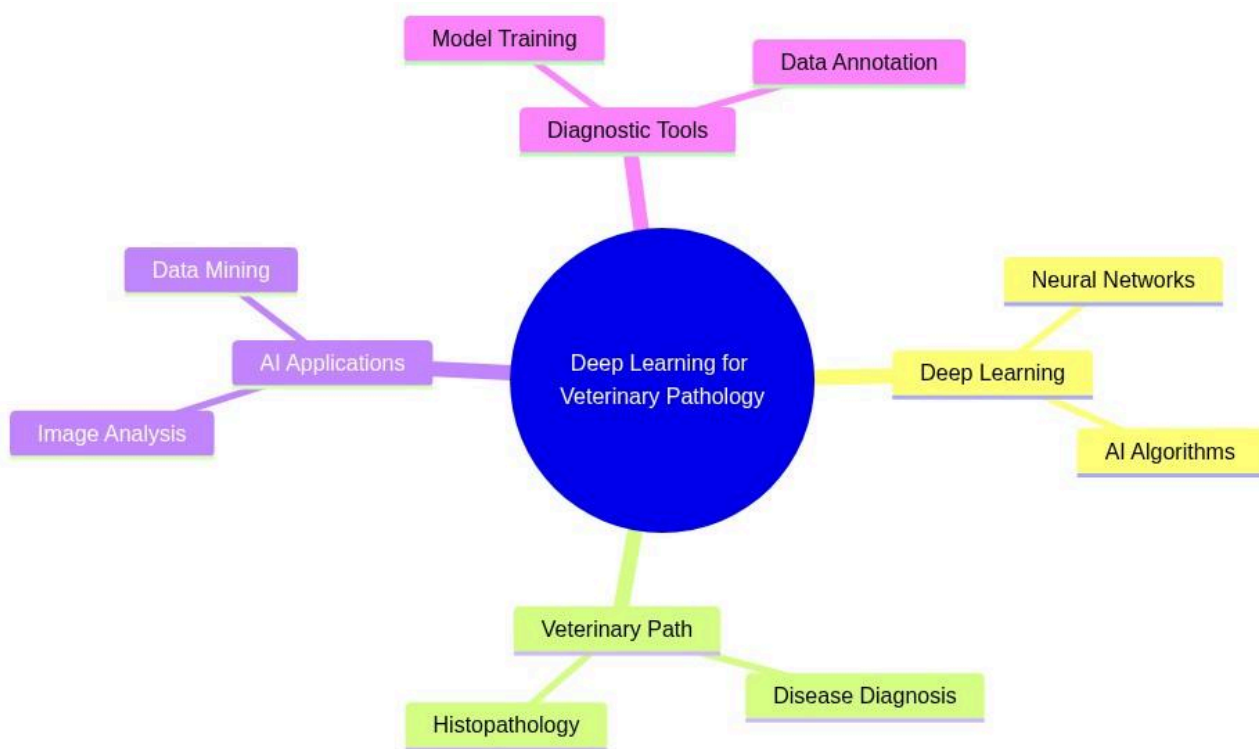 Model Training
Data Annotation
Diagnostic Tools
Data Mining
Neural Networks
AI Applications
Deep Learning for
Veterinary Pathology
Deep Learning
Image Analysis
AI Algorithms
Veterinary Path
Disease Diagnosis
Histopathology